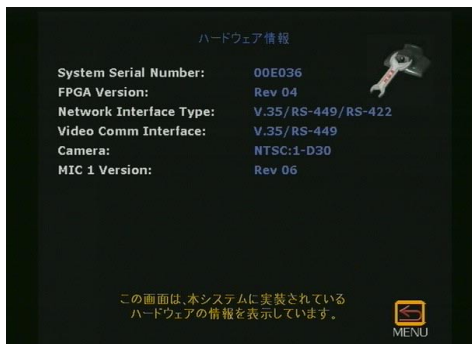 ハードウェア情報
System Serial Number: 00E036
FPGA Version: Rev 04
Network Interface Type: V.35/RS-449/RS-422
Video Comm Interface: V.35/RS-449
Camera: NTSC:1-D30
MIC 1 Version: Rev 06
この画面は、本システムに実装されている
ハードウェアの情報を表示しています。
MENU